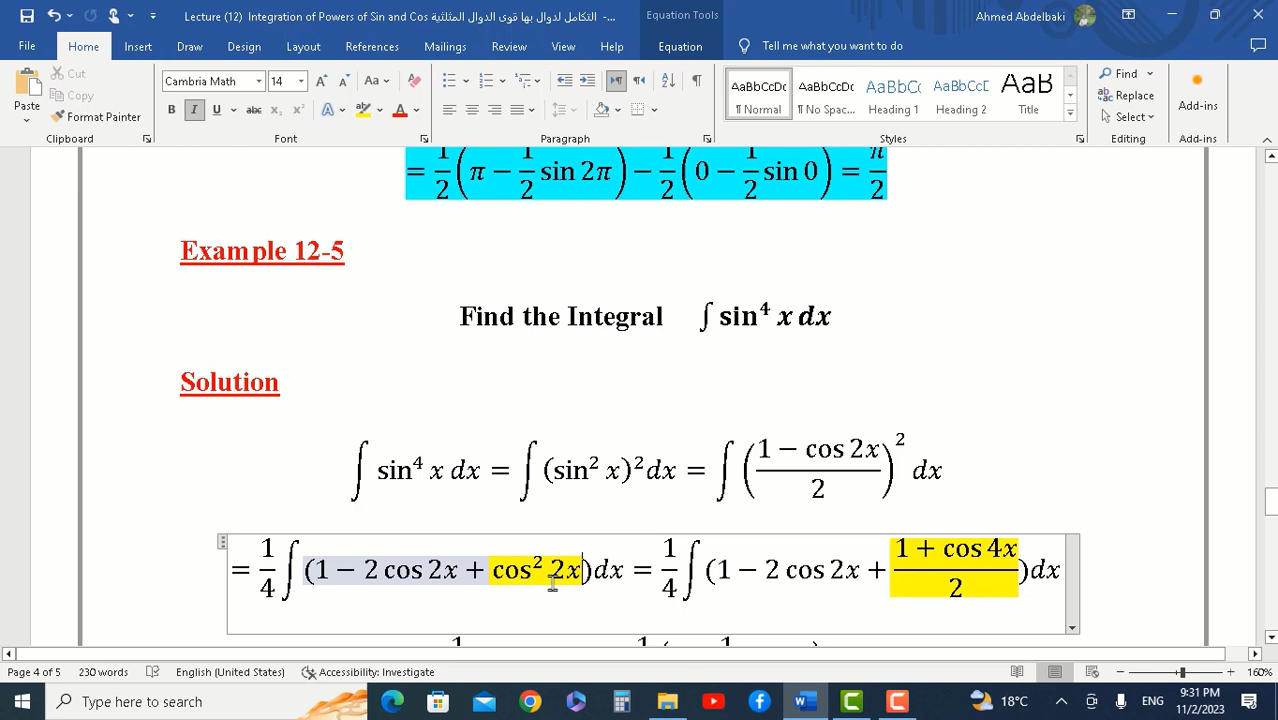 Lecture (12) Integration of Powers of Sin and Cos التكامل لدوال بها قوى الدوال المثلثية -... Equation Tools Ahmed Abdelbaki
File Home Insert Draw Design Layout References Mailings Review View Help Equation Tell me what you want to do
Paste Cut Copy Format Painter
Clipboard
Cambria Math 14 Aa
B I U abc X₂ X² A A
Font
Paragraph
AaBbCcDd AaBbCcDd AaBbCc AaBbCcD AaB
¶ Normal ¶ No Spac... Heading 1 Heading 2 Title
Styles
Find Replace Select
Editing
Add-ins
Add-ins
= 1/2 (π − 1/2 sin 2π) − 1/2 (0 − 1/2 sin 0) = π/2
Example 12-5
Find the Integral ∫ sin⁴ x dx
Solution
∫ sin⁴ x dx = ∫ (sin² x)² dx = ∫ ((1 − cos 2x)/2)² dx
= 1/4 ∫ (1 − 2 cos 2x + cos² 2x)dx = 1/4 ∫ (1 − 2 cos 2x + (1 + cos 4x)/2)dx
Page 4 of 5 230 words English (United States) Accessibility: Investigate 160%
Type here to search 18°C ENG 9:31 PM 11/2/2023